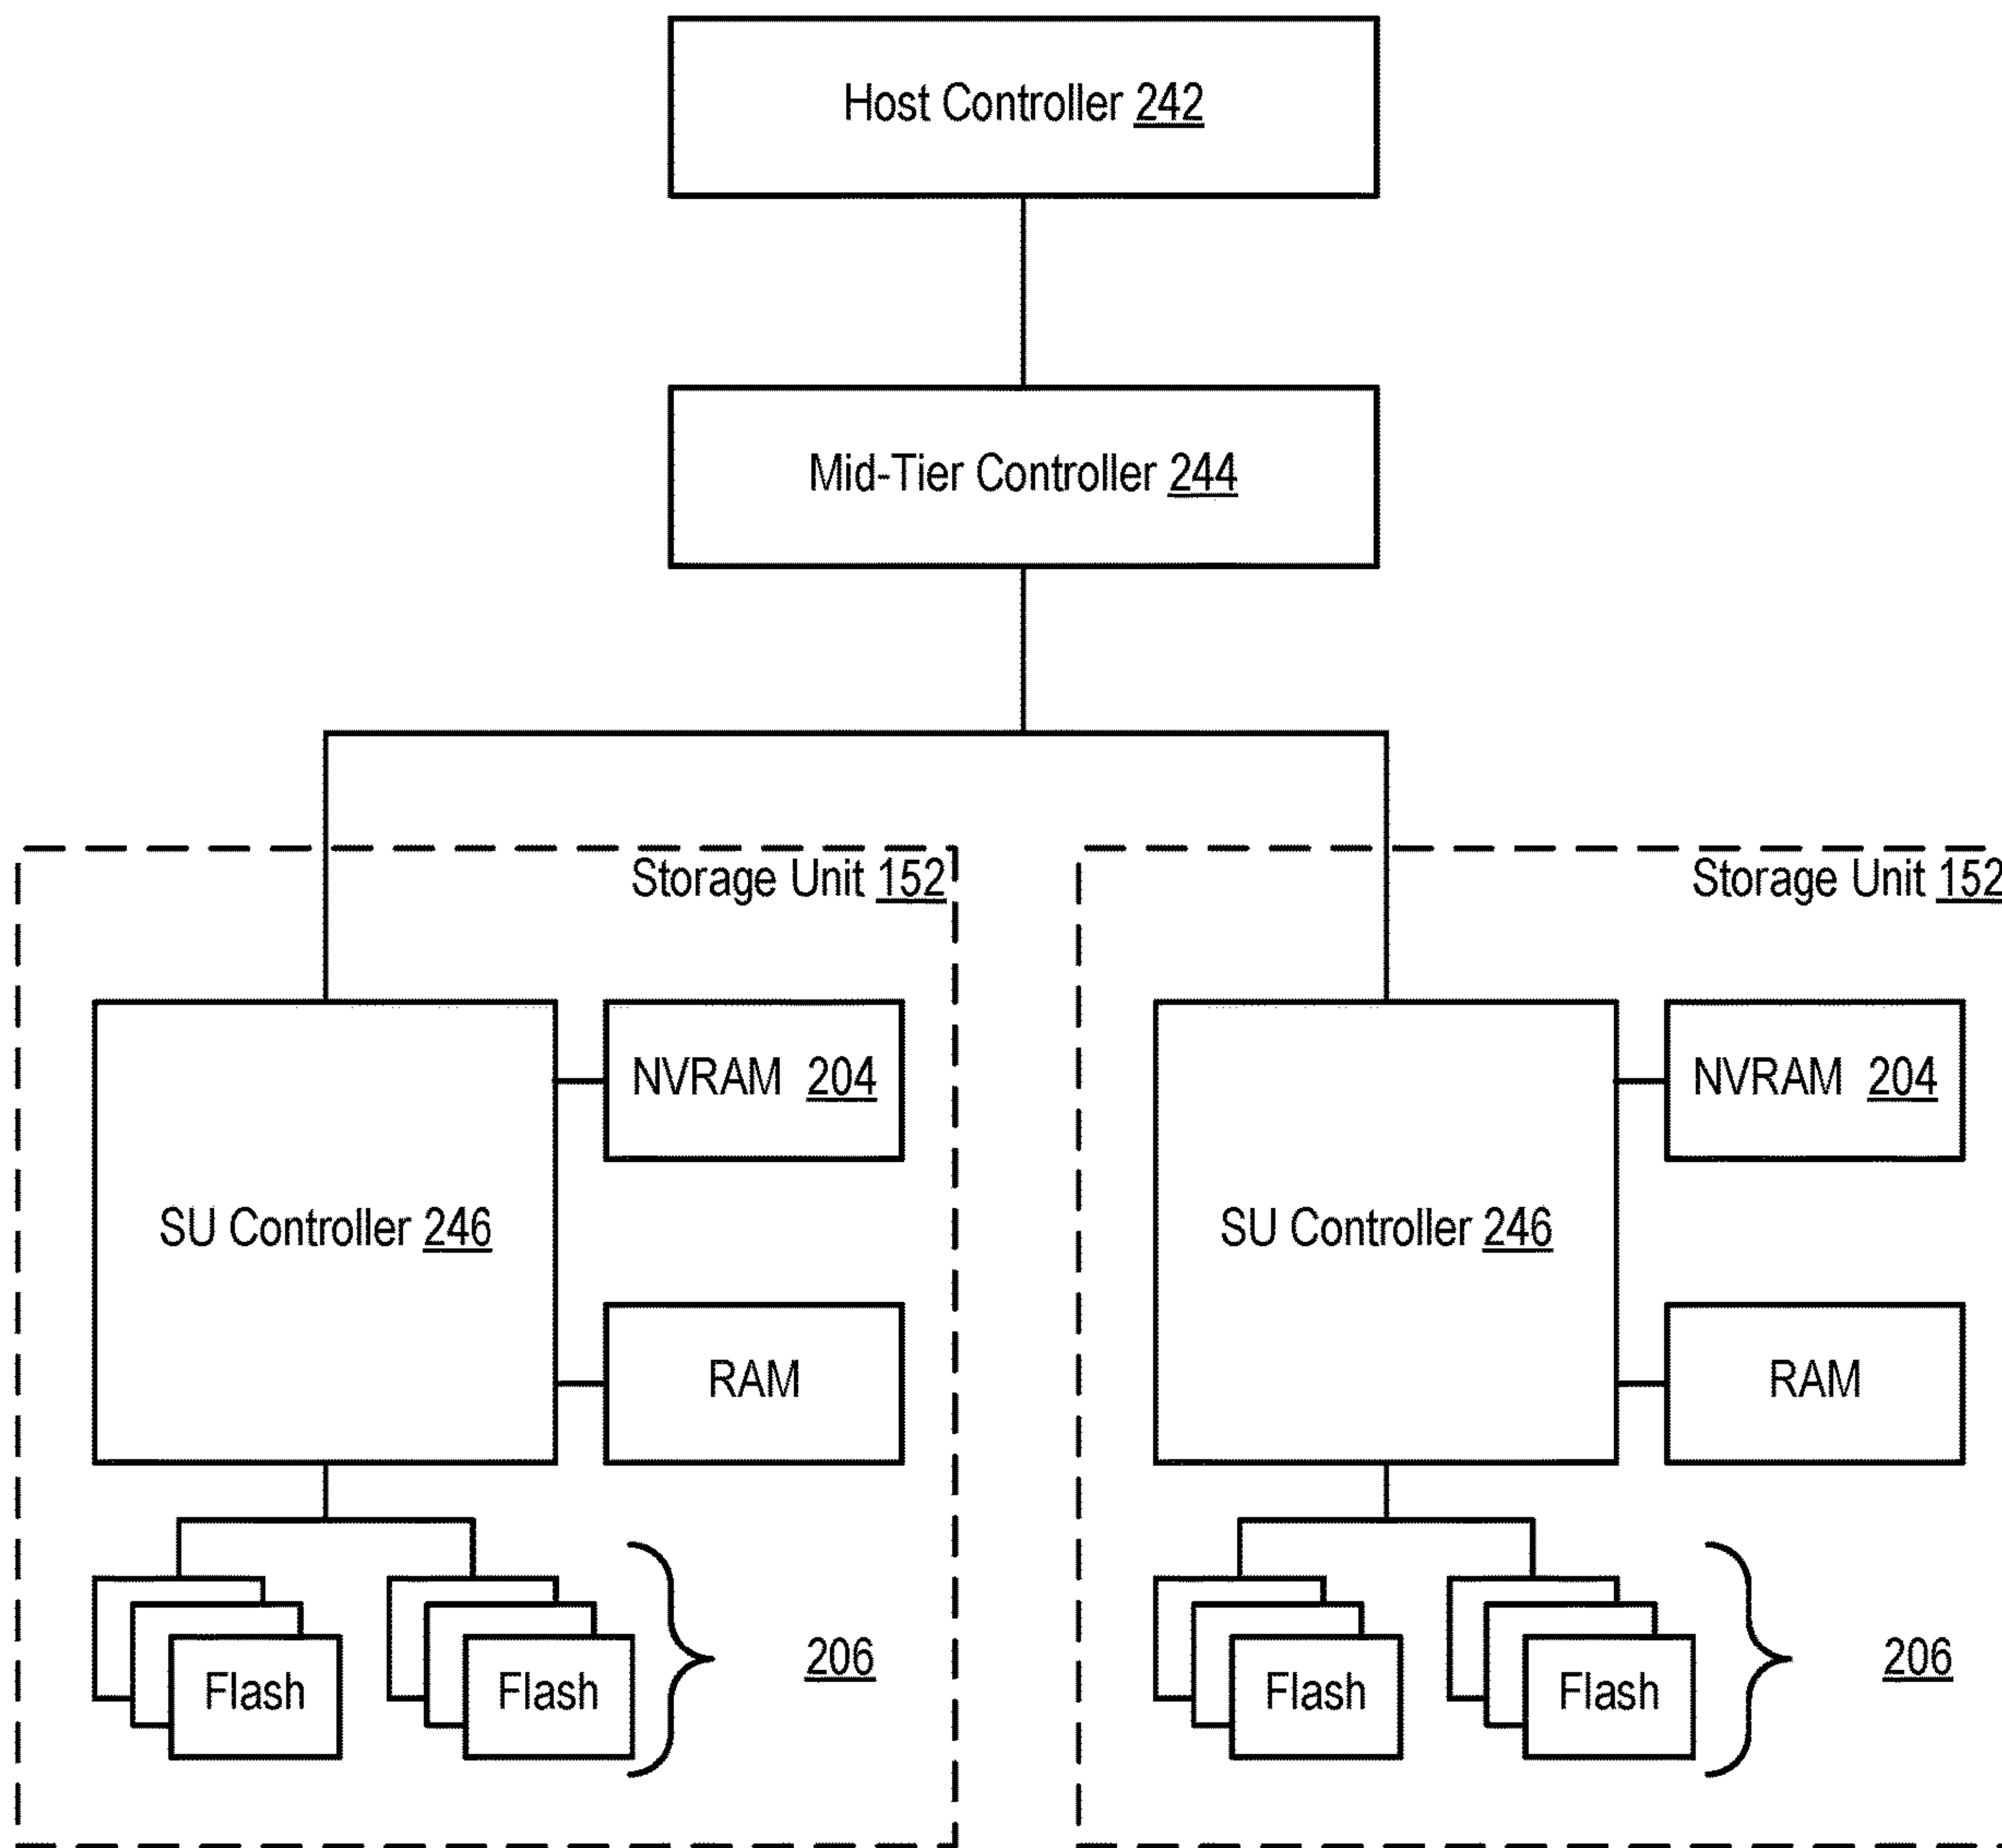 Host Controller 242
Mid-Tier Controller 244
Storage Unit 152
Storage Unit 152
NVRAM 204
NVRAM 204
SU Controller 246
SU Controller 246
RAM
RAM
206
206
Flash
Flash
Flash
Flash